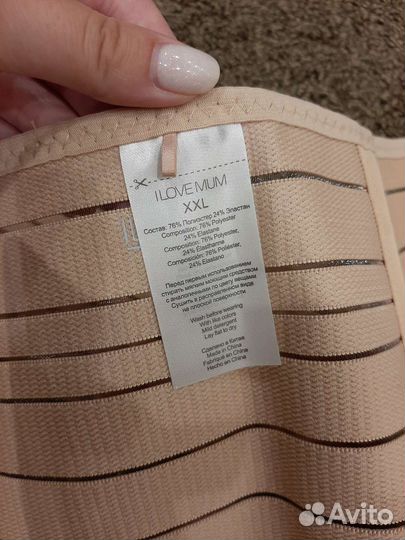 I LOVE MUM
XXL
Состав: 76% Полиэстер 24% Эластан
Composition: 76% Polyester,
24% Elastane
Composition: 76% Polyester,
24% Élasthanne
Composition: 76% Poliéster,
24% Elastano
Перед первым использованием
стирать мягким моющим средством
с аналогичными по цвету вещами
Сушить в расправленном виде
на плоской поверхности
Wash before wearing
With like colors
Mild detergent
Lay flat to dry
Сделано в Китае
Made in China
Fabriqué en China
Hecho en China
Avito